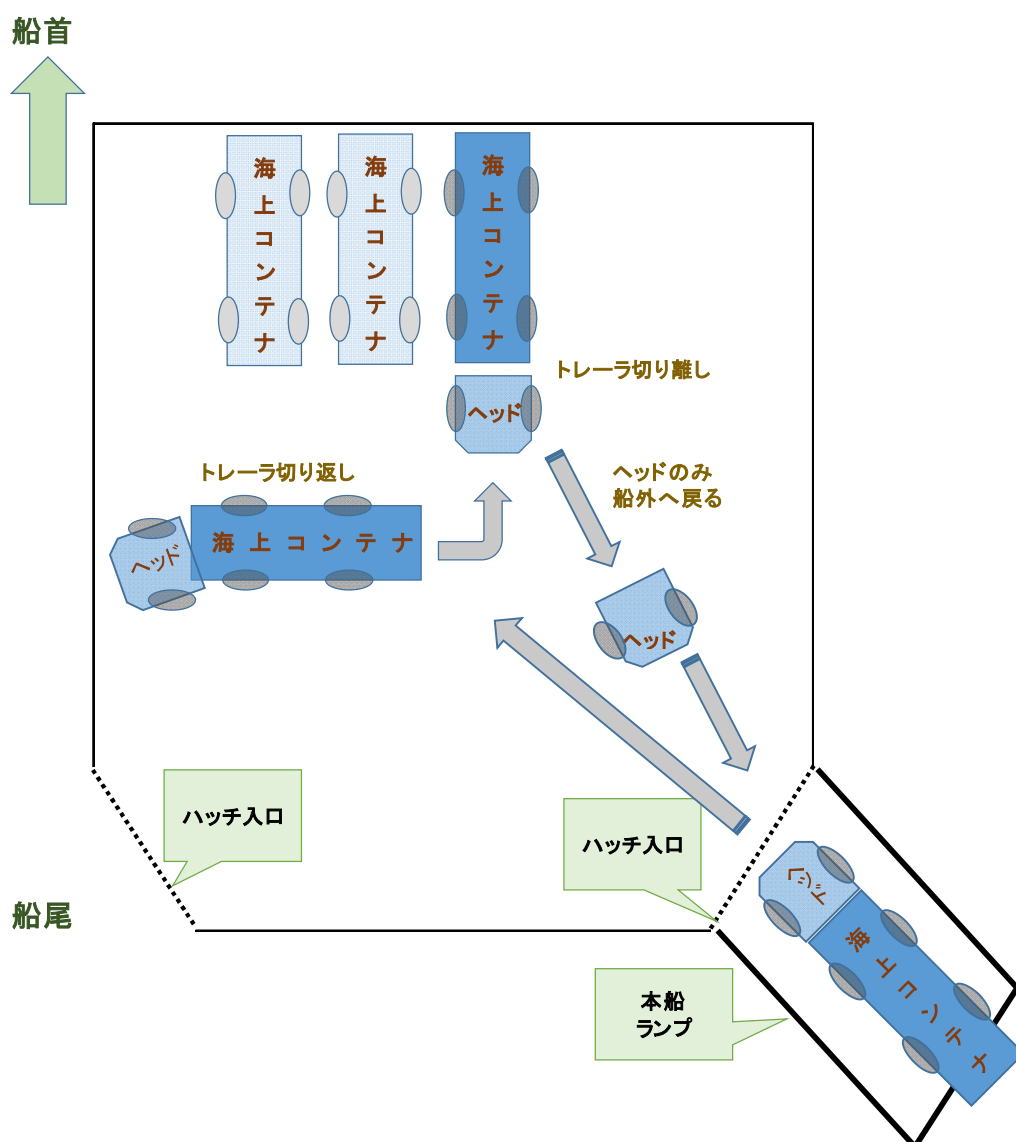 船首
海上コンテナ
海上コンテナ
海上コンテナ
トレーラ切り離し
ヘッド
トレーラ切り返し
ヘッドのみ
船外へ戻る
海上コンテナ
ヘッド
ヘッド
ハッチ入口
ハッチ入口
ヘッド
船尾
海上コンテナ
本船
ランプ